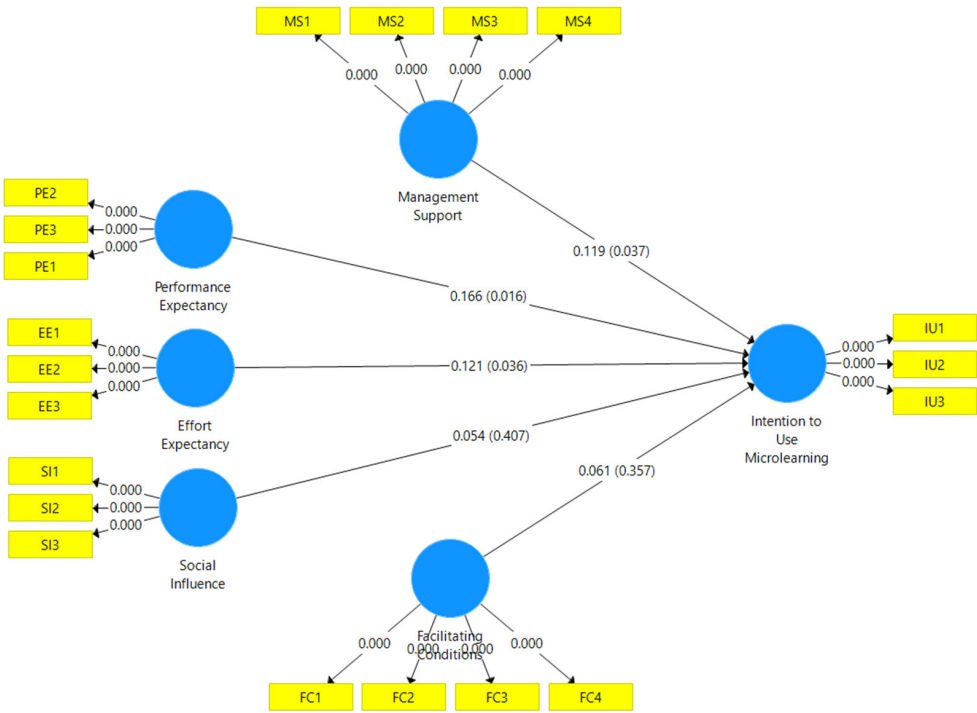 MS1 MS2 MS3 MS4
0.000 0.000 0.000 0.000
Management
Support
PE2
PE3
PE1
0.000
0.000
0.000
Performance
Expectancy
EE1
EE2
EE3
0.000
0.000
0.000
Effort
Expectancy
SI1
SI2
SI3
0.000
0.000
0.000
Social
Influence
0.119 (0.037)
0.166 (0.016)
0.121 (0.036)
0.054 (0.407)
0.061 (0.357)
Intention to
Use
Microlearning
0.000
0.000
0.000
IU1
IU2
IU3
Facilitating
Conditions
0.000 0.000 0.000 0.000
FC1 FC2 FC3 FC4